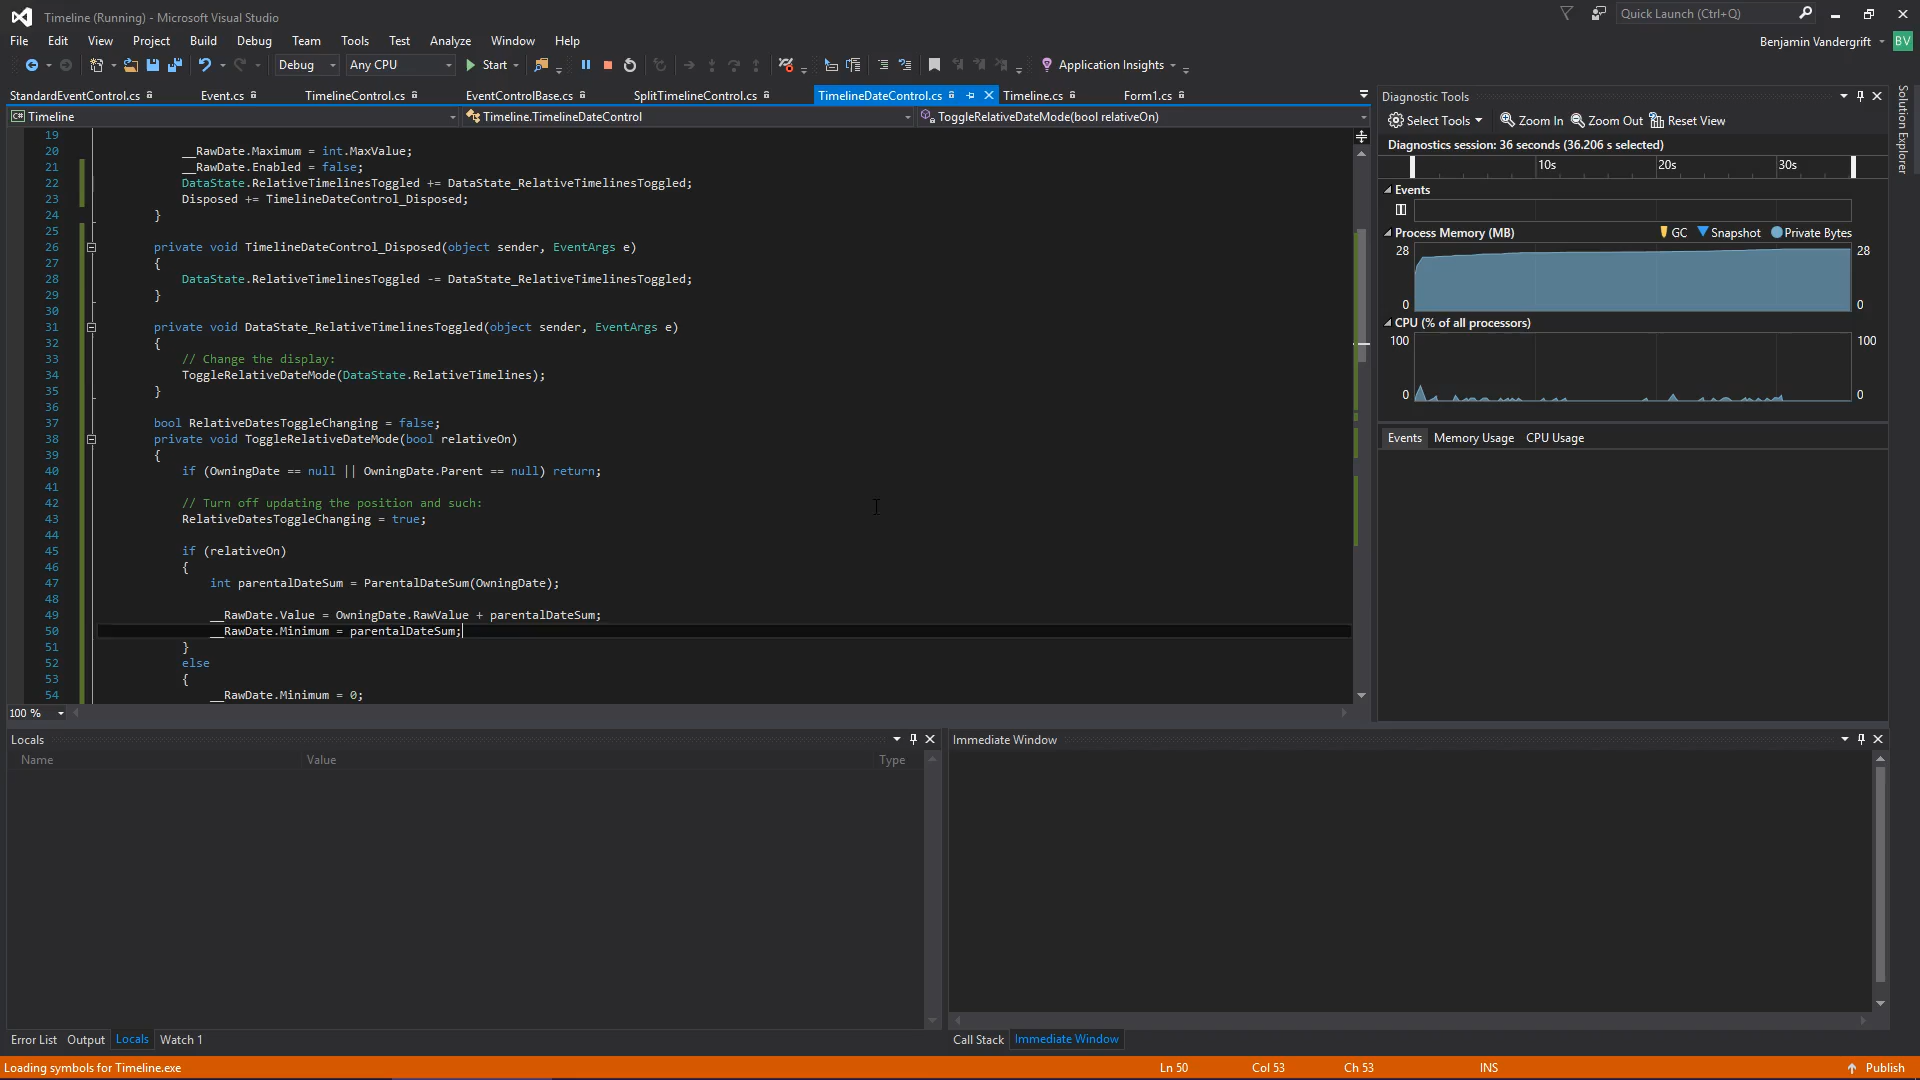 Timeline (Running) - Microsoft Visual Studio
Quick Launch (Ctrl+Q)
File Edit View Project Build Debug Team Tools Test Analyze Window Help
Benjamin Vandergrift BV
Debug Any CPU Start Application Insights
StandardEventControl.cs Event.cs TimelineControl.cs EventControlBase.cs SplitTimelineControl.cs TimelineDateControl.cs Timeline.cs Form1.cs
C# Timeline Timeline.TimelineDateControl ToggleRelativeDateMode(bool relativeOn)
19
20 __RawDate.Maximum = int.MaxValue;
21 __RawDate.Enabled = false;
22 DataState.RelativeTimelinesToggled += DataState_RelativeTimelinesToggled;
23 Disposed += TimelineDateControl_Disposed;
24 }
25
26 private void TimelineDateControl_Disposed(object sender, EventArgs e)
27 {
28 DataState.RelativeTimelinesToggled -= DataState_RelativeTimelinesToggled;
29 }
30
31 private void DataState_RelativeTimelinesToggled(object sender, EventArgs e)
32 {
33 // Change the display:
34 ToggleRelativeDateMode(DataState.RelativeTimelines);
35 }
36
37 bool RelativeDatesToggleChanging = false;
38 private void ToggleRelativeDateMode(bool relativeOn)
39 {
40 if (OwningDate == null || OwningDate.Parent == null) return;
41
42 // Turn off updating the position and such:
43 RelativeDatesToggleChanging = true;
44
45 if (relativeOn)
46 {
47 int parentalDateSum = ParentalDateSum(OwningDate);
48
49 __RawDate.Value = OwningDate.RawValue + parentalDateSum;
50 __RawDate.Minimum = parentalDateSum;
51 }
52 else
53 {
54 __RawDate.Minimum = 0;
100 %
Diagnostic Tools
Select Tools Zoom In Zoom Out Reset View
Diagnostics session: 36 seconds (36.206 s selected)
10s 20s 30s
Events
Process Memory (MB) GC Snapshot Private Bytes
28 28
0 0
CPU (% of all processors)
100 100
0 0
Events Memory Usage CPU Usage
Solution Explorer
Locals
Name Value Type
Immediate Window
Error List Output Locals Watch 1
Call Stack Immediate Window
Loading symbols for Timeline.exe Ln 50 Col 53 Ch 53 INS Publish